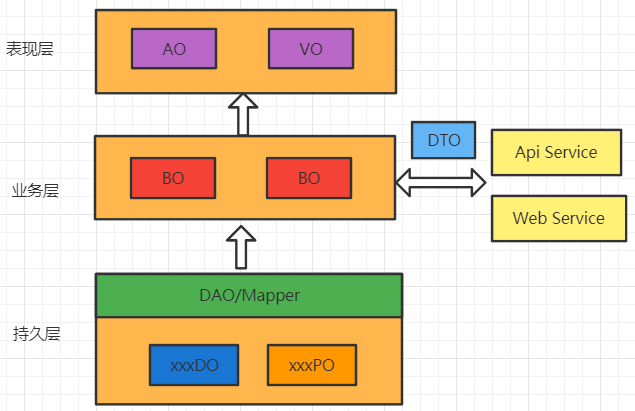 表现层
AO
VO
DTO
Api Service
业务层
BO
BO
Web Service
DAO/Mapper
持久层
xxxDO
xxxPO